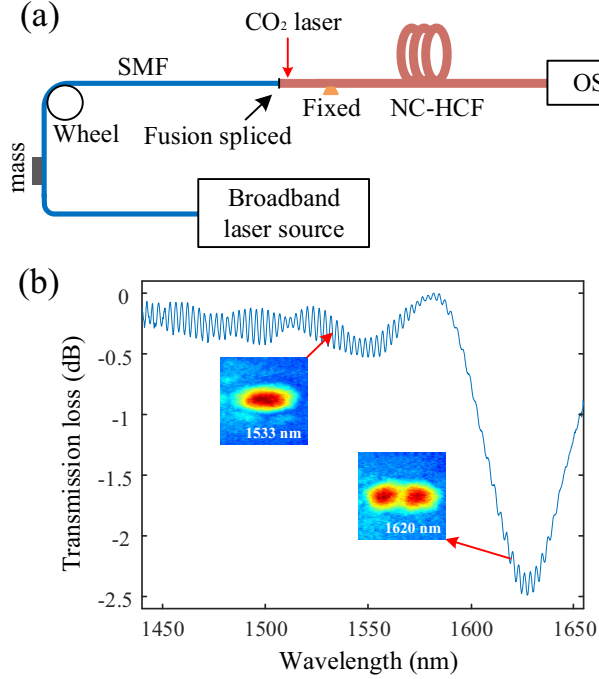 (a)
CO₂ laser
SMF
OS
Wheel
Fixed
NC-HCF
Fusion spliced
mass
Broadband
laser source
(b)
0
-0.5
-1
-1.5
-2
-2.5
Transmission loss (dB)
1533 nm
1620 nm
1450
1500
1550
1600
1650
Wavelength (nm)